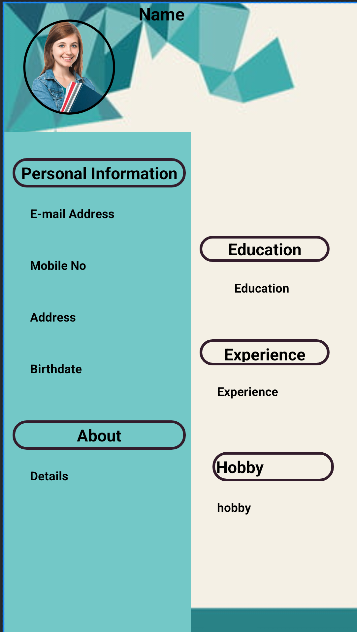 Name
Personal Information
E-mail Address
Mobile No
Address
Birthdate
About
Details
Education
Education
Experience
Experience
Hobby
hobby